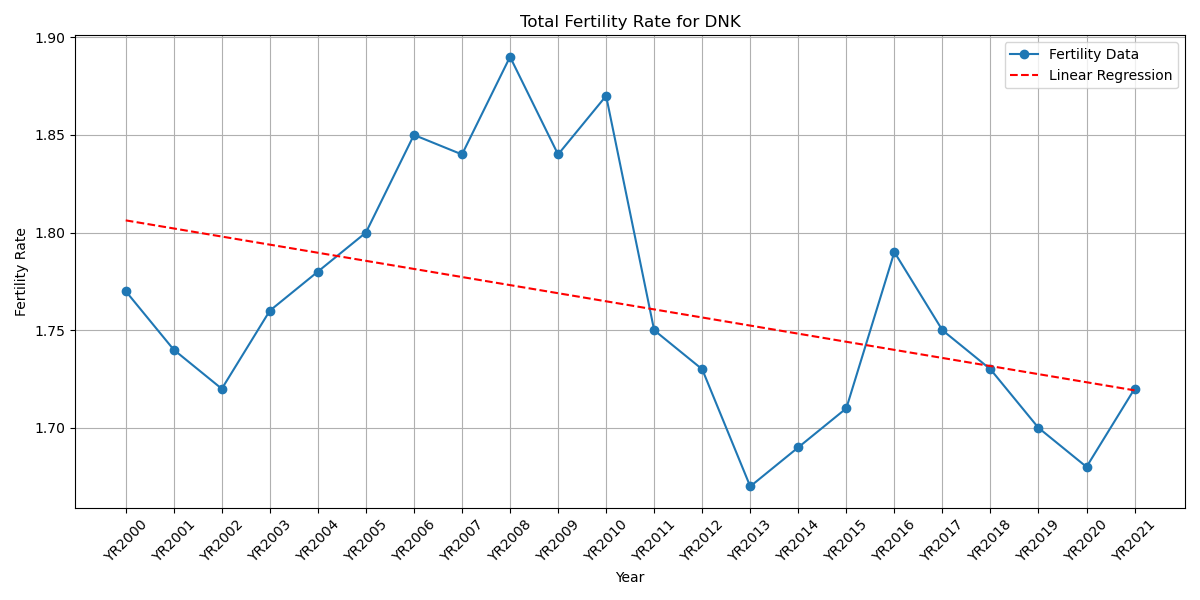 Total Fertility Rate for DNK
Fertility Data
Linear Regression
Fertility Rate
1.90
1.85
1.80
1.75
1.70
YR2000
YR2001
YR2002
YR2003
YR2004
YR2005
YR2006
YR2007
YR2008
YR2009
YR2010
YR2011
YR2012
YR2013
YR2014
YR2015
YR2016
YR2017
YR2018
YR2019
YR2020
YR2021
Year